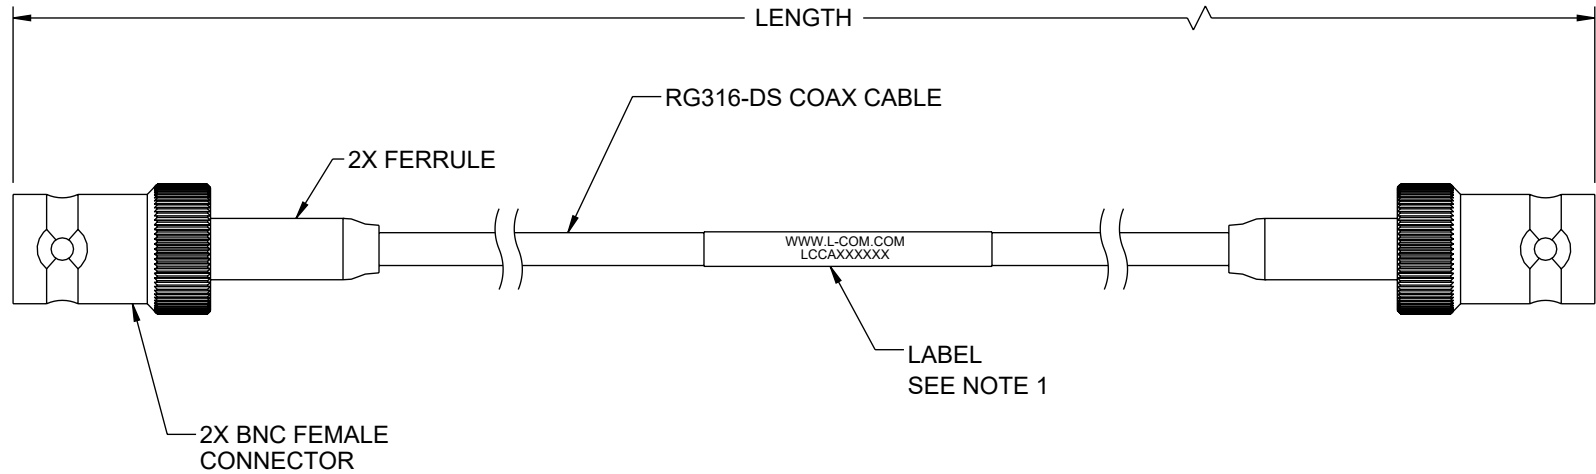 LENGTH
RG316-DS COAX CABLE
2X FERRULE
WWW.L-COM.COM
LCCAXXXXXX
LABEL
SEE NOTE 1
2X BNC FEMALE
CONNECTOR